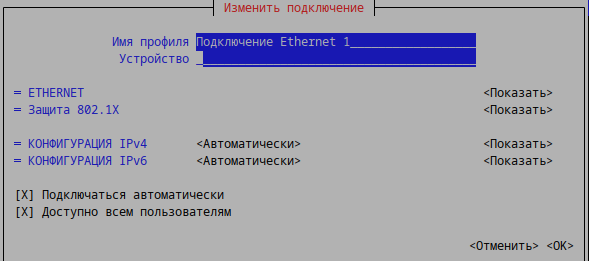 Изменить подключение
Имя профиля Подключение Ethernet 1
Устройство
= ETHERNET <Показать>
= Защита 802.1X <Показать>
= КОНФИГУРАЦИЯ IPv4 <Автоматически> <Показать>
= КОНФИГУРАЦИЯ IPv6 <Автоматически> <Показать>
[X] Подключаться автоматически
[X] Доступно всем пользователям
<Отменить> <OK>